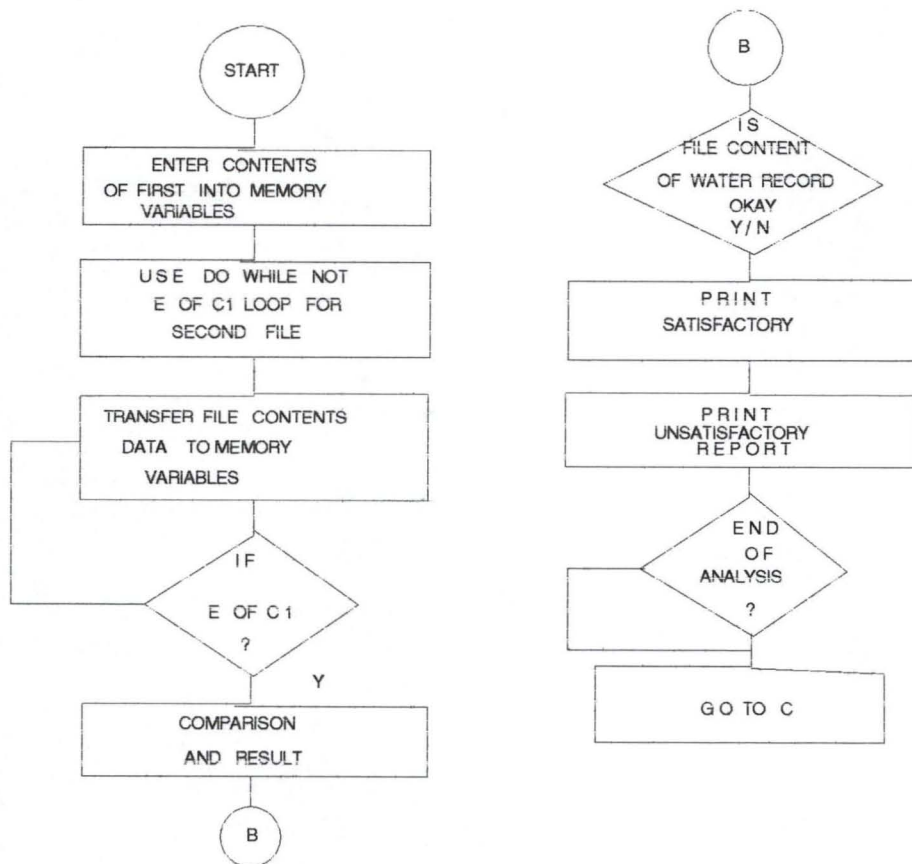 START
ENTER CONTENTS
OF FIRST INTO MEMORY
VARIABLES
USE DO WHILE NOT
E OF C1 LOOP FOR
SECOND FILE
TRANSFER FILE CONTENTS
DATA TO MEMORY
VARIABLES
IF
E OF C1
?
Y
COMPARISON
AND RESULT
B
B
IS
FILE CONTENT
OF WATER RECORD
OKAY
Y/N
PRINT
SATISFACTORY
PRINT
UNSATISFACTORY
REPORT
END
OF
ANALYSIS
?
GO TO C